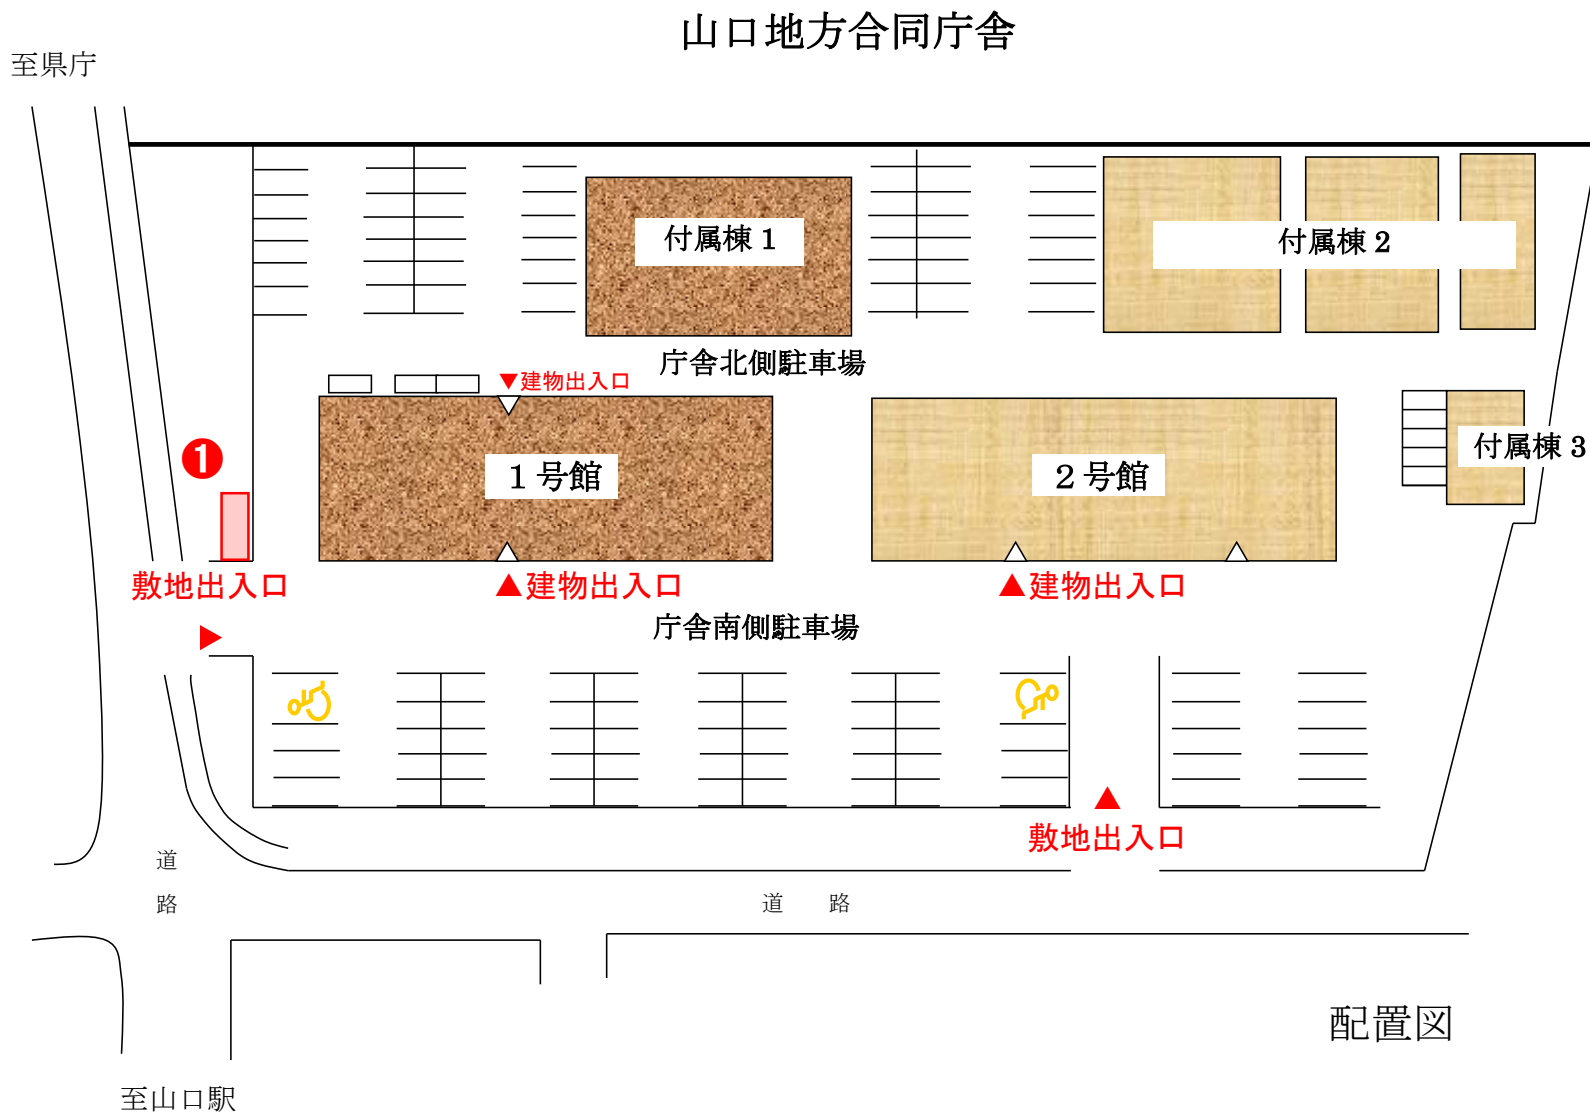 山口地方合同庁舎
至県庁
付属棟 1
付属棟 2
庁舎北側駐車場
▼建物出入口
❶
1 号館
2 号館
付属棟 3
敷地出入口
▲建物出入口
▲建物出入口
庁舎南側駐車場
敷地出入口
道
路
道 路
配置図
至山口駅